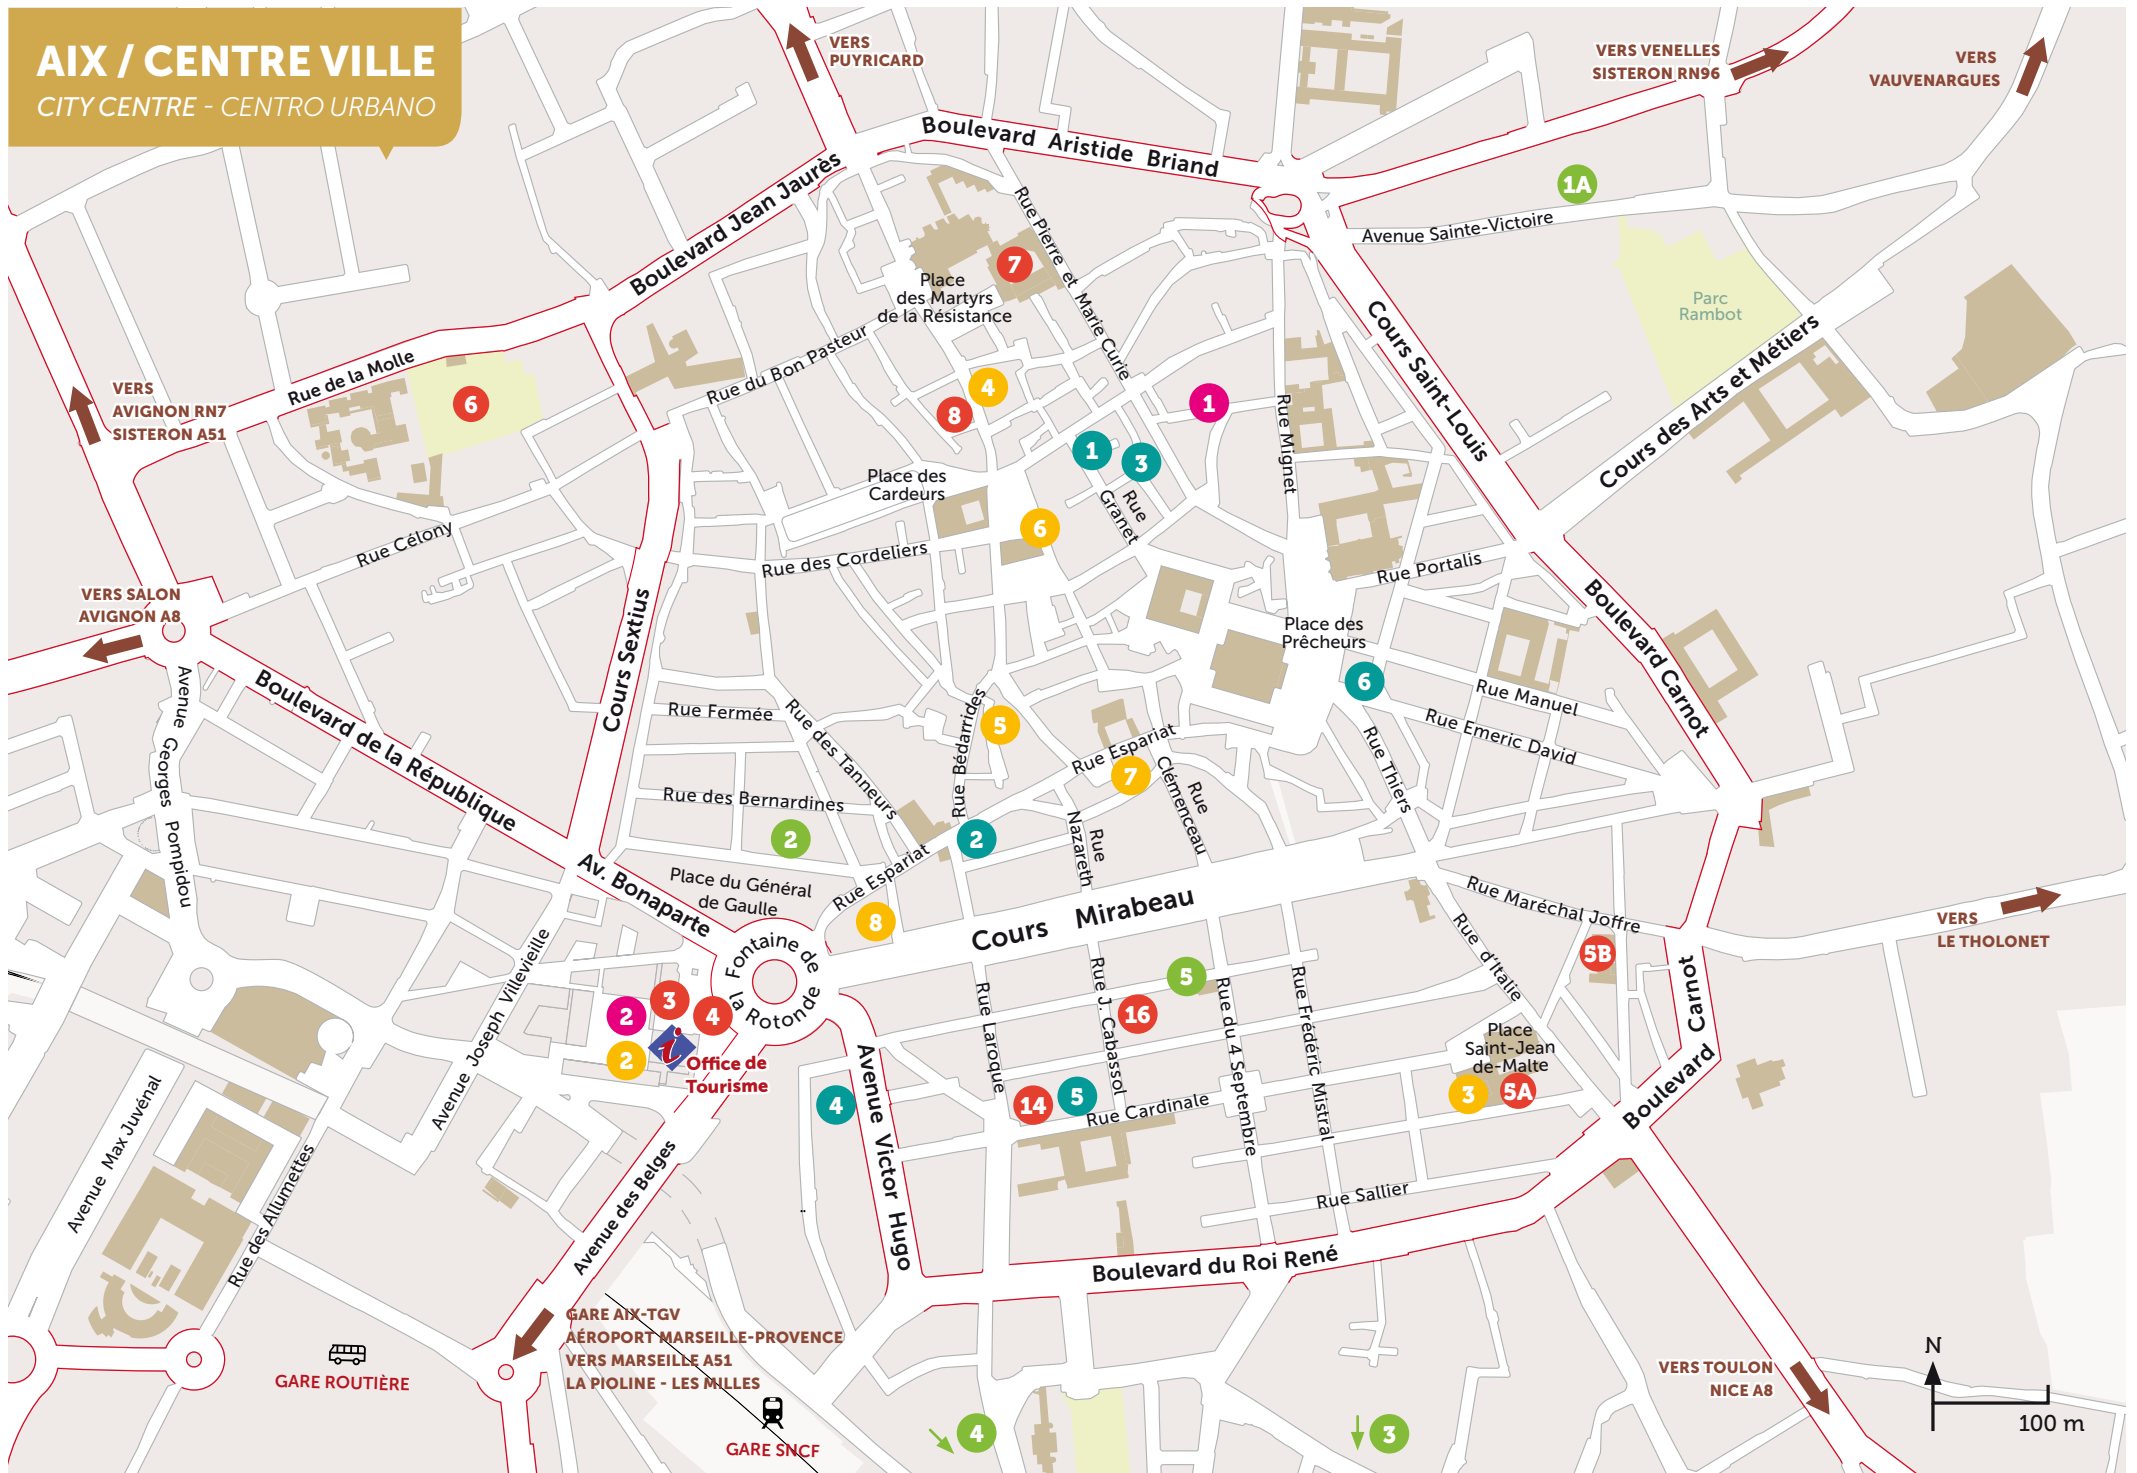 AIX / CENTRE VILLE
CITY CENTRE - CENTRO URBANO
VERS
PUYRICARD
VERS VENELLES
SISTERON RN96
VERS
VAUVENARGUES
Boulevard Aristide Briand
Boulevard Jean Jaurès
1A
Avenue Sainte-Victoire
Rue Pierre et Marie Curie
7
Place
des Martyrs
de la Résistance
Parc
Rambot
Cours Saint-Louis
Cours des Arts et Métiers
Rue de la Molle
Rue du Bon Pasteur
VERS
AVIGNON RN7
SISTERON A51
6
4
8
1
Rue Mignet
1
3
Place des
Cardeurs
Rue
Granet
6
Rue Célony
Rue des Cordeliers
Rue Portalis
VERS SALON
AVIGNON A8
Boulevard Carnot
Cours Sextius
Place des
Prêcheurs
6
Avenue Georges Pompidou
Boulevard de la République
Rue Manuel
Rue Fermée
Rue des Tanneurs
Rue Bédarrides
5
Rue Emeric David
Rue Espariat
7
Rue Thiers
Rue
Clémenceau
Rue des Bernardines
2
2
Rue
Nazareth
Av. Bonaparte
Place du Général
de Gaulle
Rue Espariat
8
Cours Mirabeau
Rue Maréchal Joffre
VERS
LE THOLONET
Fontaine de
la Rotonde
Rue d'Italie
5B
Avenue Joseph Villevieille
Rue Laroque
Rue J. Cabassol
5
16
Rue du 4 Septembre
Rue Frédéric Mistral
Boulevard Carnot
2
3
4
2
i
Office de
Tourisme
Place
Saint-Jean
de-Malte
3
5A
4
Avenue Victor Hugo
14
5
Rue Cardinale
Avenue Max Juvénal
Rue des Allumettes
Avenue des Belges
Rue Sallier
Boulevard du Roi René
GARE AIX-TGV
AÉROPORT MARSEILLE-PROVENCE
VERS MARSEILLE A51
LA PIOLINE - LES MILLES
GARE ROUTIÈRE
GARE SNCF
4
3
VERS TOULON
NICE A8
N
100 m